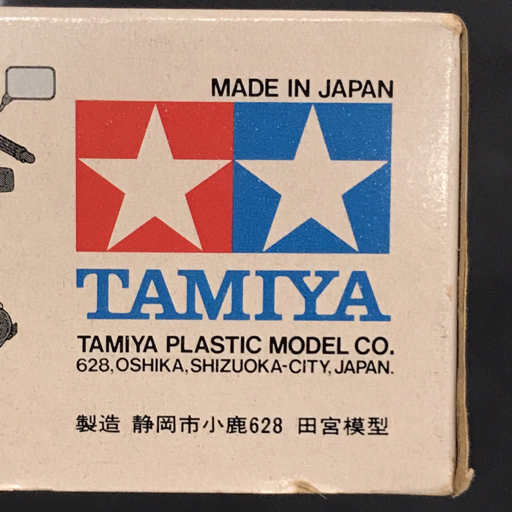 MADE IN JAPAN
TAMIYA
TAMIYA PLASTIC MODEL CO.
628, OSHIKA, SHIZUOKA-CITY, JAPAN.
製造 静岡市小鹿628 田宮模型